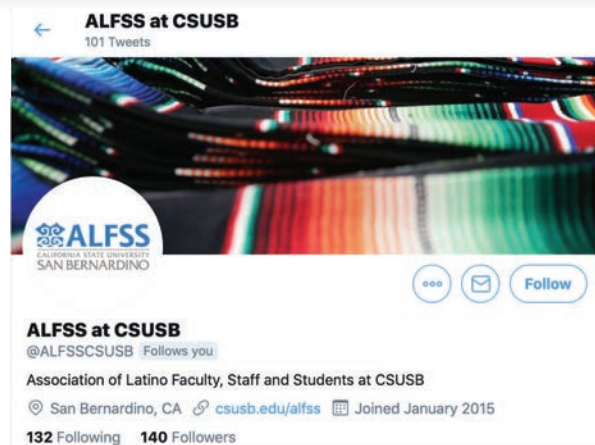 ALFSS at CSUSB
101 Tweets
ALFSS
CALIFORNIA STATE UNIVERSITY
SAN BERNARDINO
Follow
ALFSS at CSUSB
@ALFSSCSUSB Follows you
Association of Latino Faculty, Staff and Students at CSUSB
San Bernardino, CA csusb.edu/alfss Joined January 2015
132 Following 140 Followers